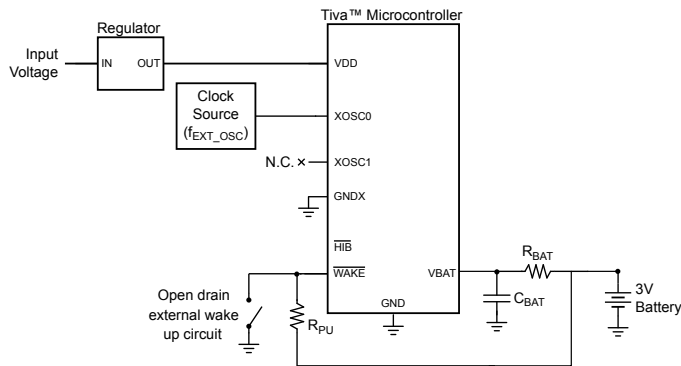 Tiva™ Microcontroller
Regulator
Input
Voltage
IN
OUT
VDD
Clock
Source
(fEXT_OSC)
XOSC0
N.C.
XOSC1
GNDX
HIB
WAKE
VBAT
RBAT
Open drain
external wake
up circuit
RPU
GND
CBAT
3V
Battery